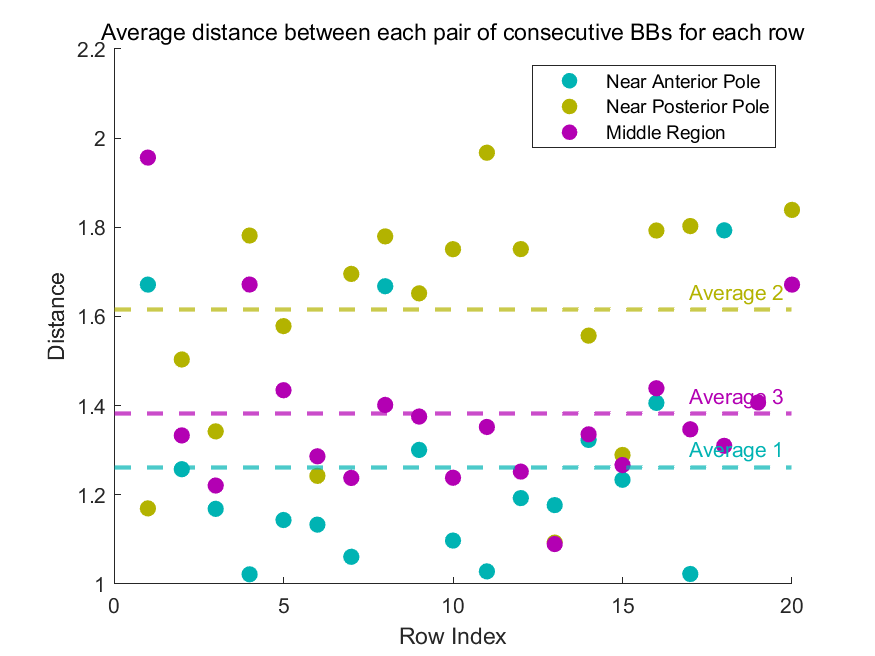 Average distance between each pair of consecutive BBs for each row
2.2
2
1.8
1.6
1.4
1.2
1
Distance
Near Anterior Pole
Near Posterior Pole
Middle Region
Average 2
Average 3
Average 1
0
5
10
15
20
Row Index